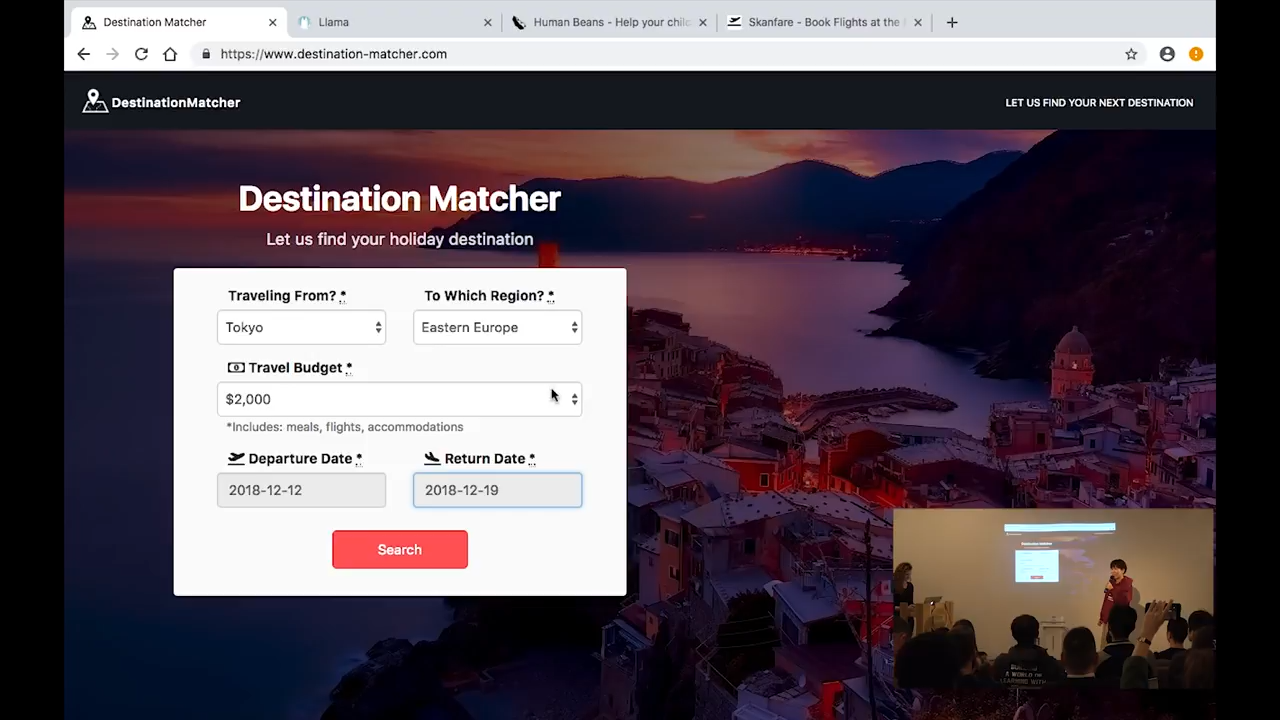 Destination Matcher
Llama
Human Beans - Help your chil
Skanfare - Book Flights at the
https://www.destination-matcher.com
DestinationMatcher
LET US FIND YOUR NEXT DESTINATION
Destination Matcher
Let us find your holiday destination
Traveling From? *
To Which Region? *
Tokyo
Eastern Europe
Travel Budget *
$2,000
*Includes: meals, flights, accommodations
Departure Date *
Return Date *
2018-12-12
2018-12-19
Search
A WORLD
LEARNING WITH